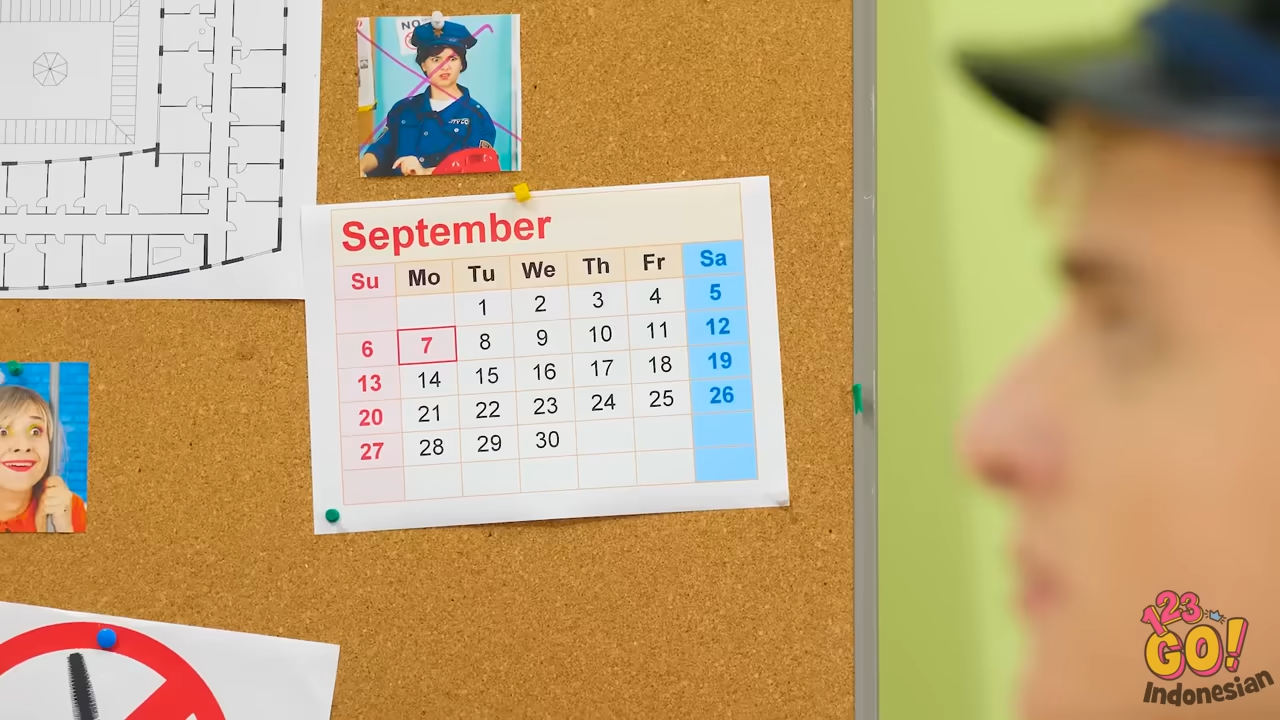 NO
September
Su Mo Tu We Th Fr Sa
1 2 3 4 5
6 7 8 9 10 11 12
13 14 15 16 17 18 19
20 21 22 23 24 25 26
27 28 29 30
123
GO!
Indonesian